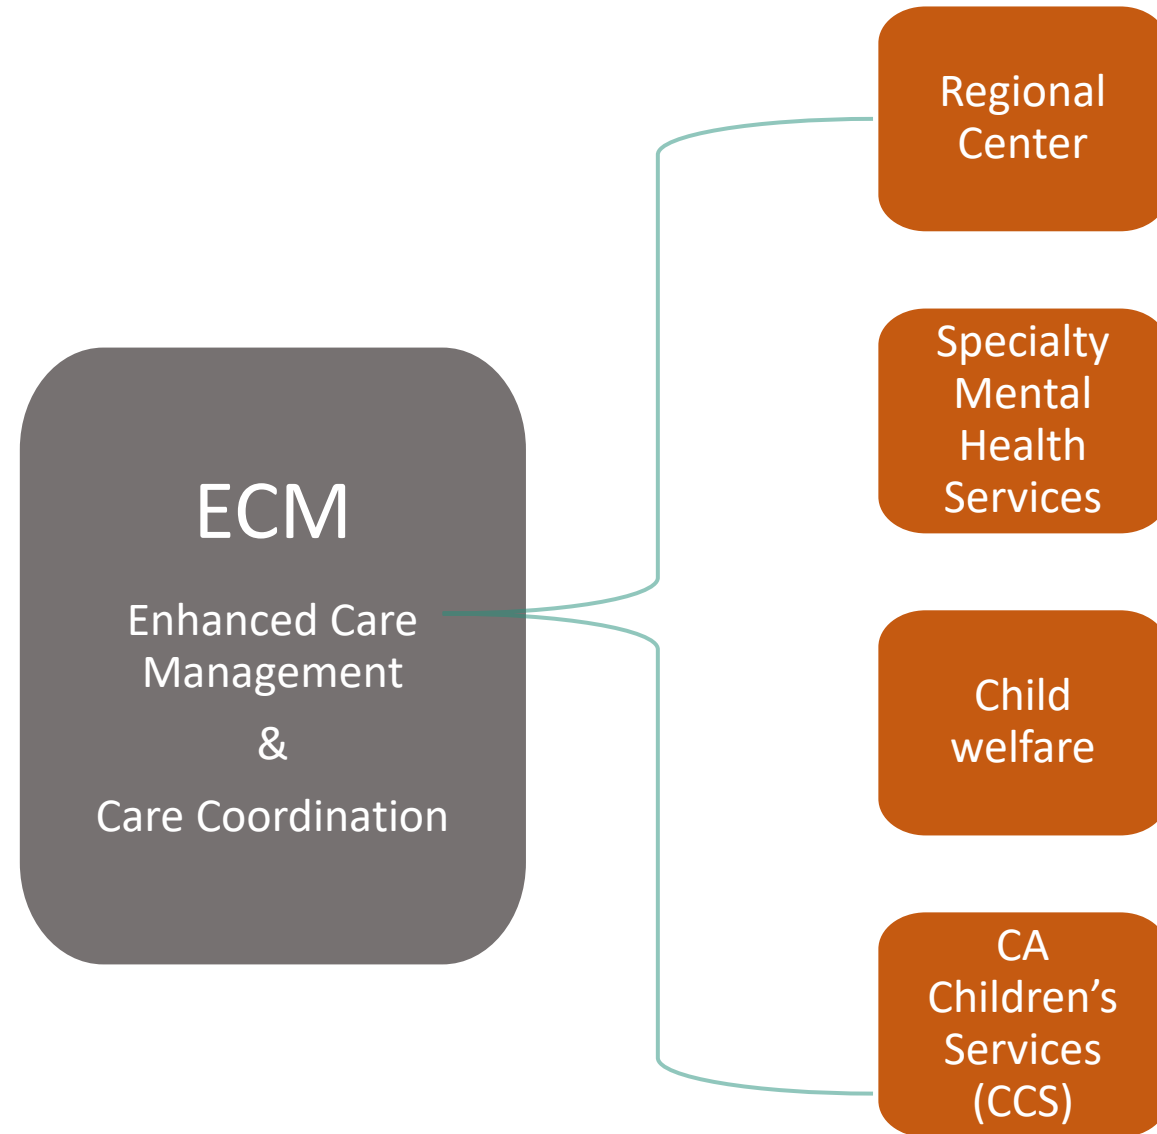 ECM
Enhanced Care
Management
&
Care Coordination
Regional
Center
Specialty
Mental
Health
Services
Child
welfare
CA
Children’s
Services
(CCS)